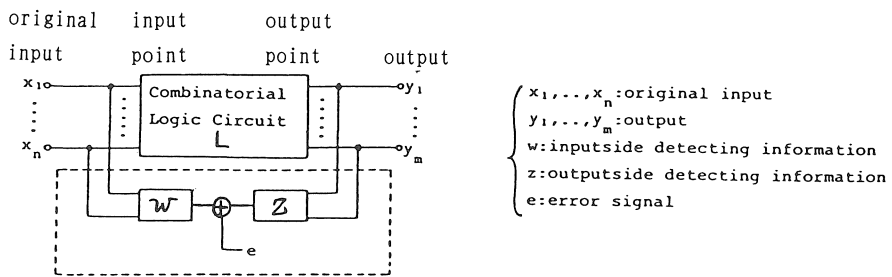 original input output
input point point output
x₁ y₁
Combinatorial
Logic Circuit
L
xₙ yₘ
w z
e
x₁,..,xₙ:original input
y₁,..,yₘ:output
w:inputside detecting information
z:outputside detecting information
e:error signal